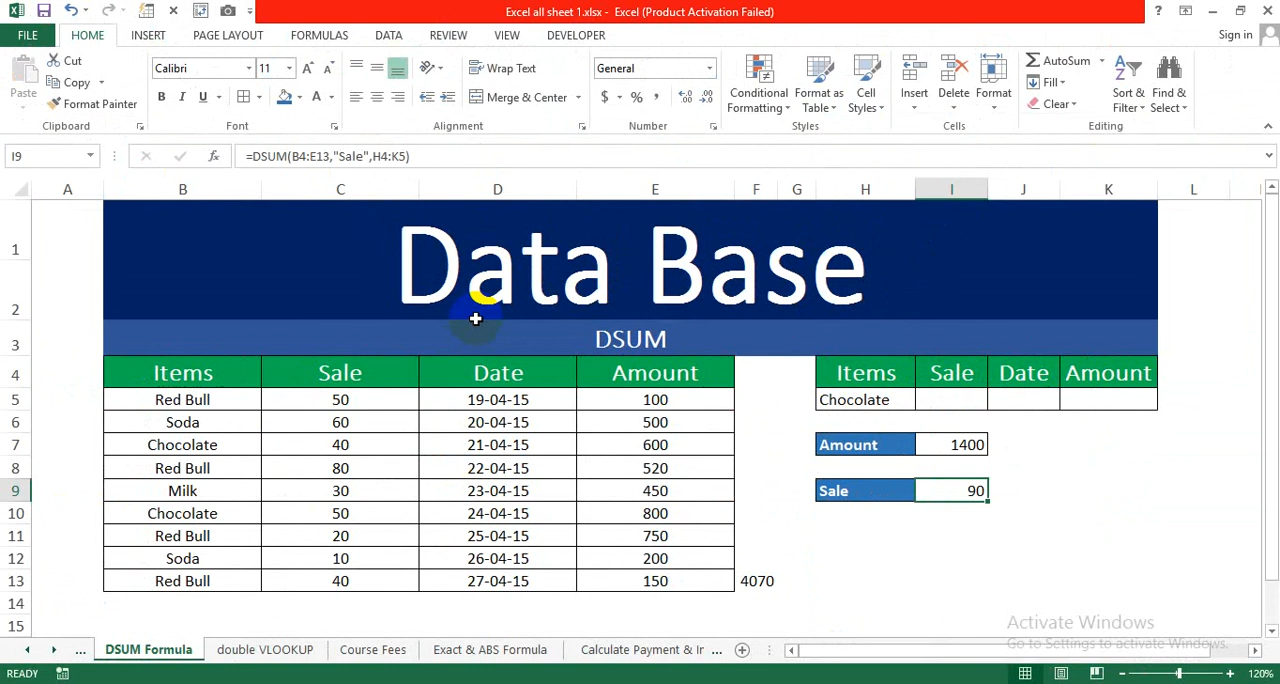 Excel all sheet 1.xlsx - Excel (Product Activation Failed)
FILE HOME INSERT PAGE LAYOUT FORMULAS DATA REVIEW VIEW DEVELOPER Sign in
Paste Cut Copy Format Painter Clipboard
Calibri 11 B I U A Font
Wrap Text Merge & Center Alignment
General $ % Number
Conditional Formatting Format as Table Cell Styles Styles
Insert Delete Format Cells
AutoSum Fill Clear Sort & Filter Find & Select Editing
I9 fx =DSUM(B4:E13,"Sale",H4:K5)
A B C D E F G H I J K L
1 Data Base
2
3 DSUM
4 Items Sale Date Amount Items Sale Date Amount
5 Red Bull 50 19-04-15 100 Chocolate
6 Soda 60 20-04-15 500
7 Chocolate 40 21-04-15 600 Amount 1400
8 Red Bull 80 22-04-15 520
9 Milk 30 23-04-15 450 Sale 90
10 Chocolate 50 24-04-15 800
11 Red Bull 20 25-04-15 750
12 Soda 10 26-04-15 200
13 Red Bull 40 27-04-15 150 4070
14
15
Activate Windows
Go to Settings to activate Windows.
... DSUM Formula double VLOOKUP Calculate Payment & Ir ...
READY 120%